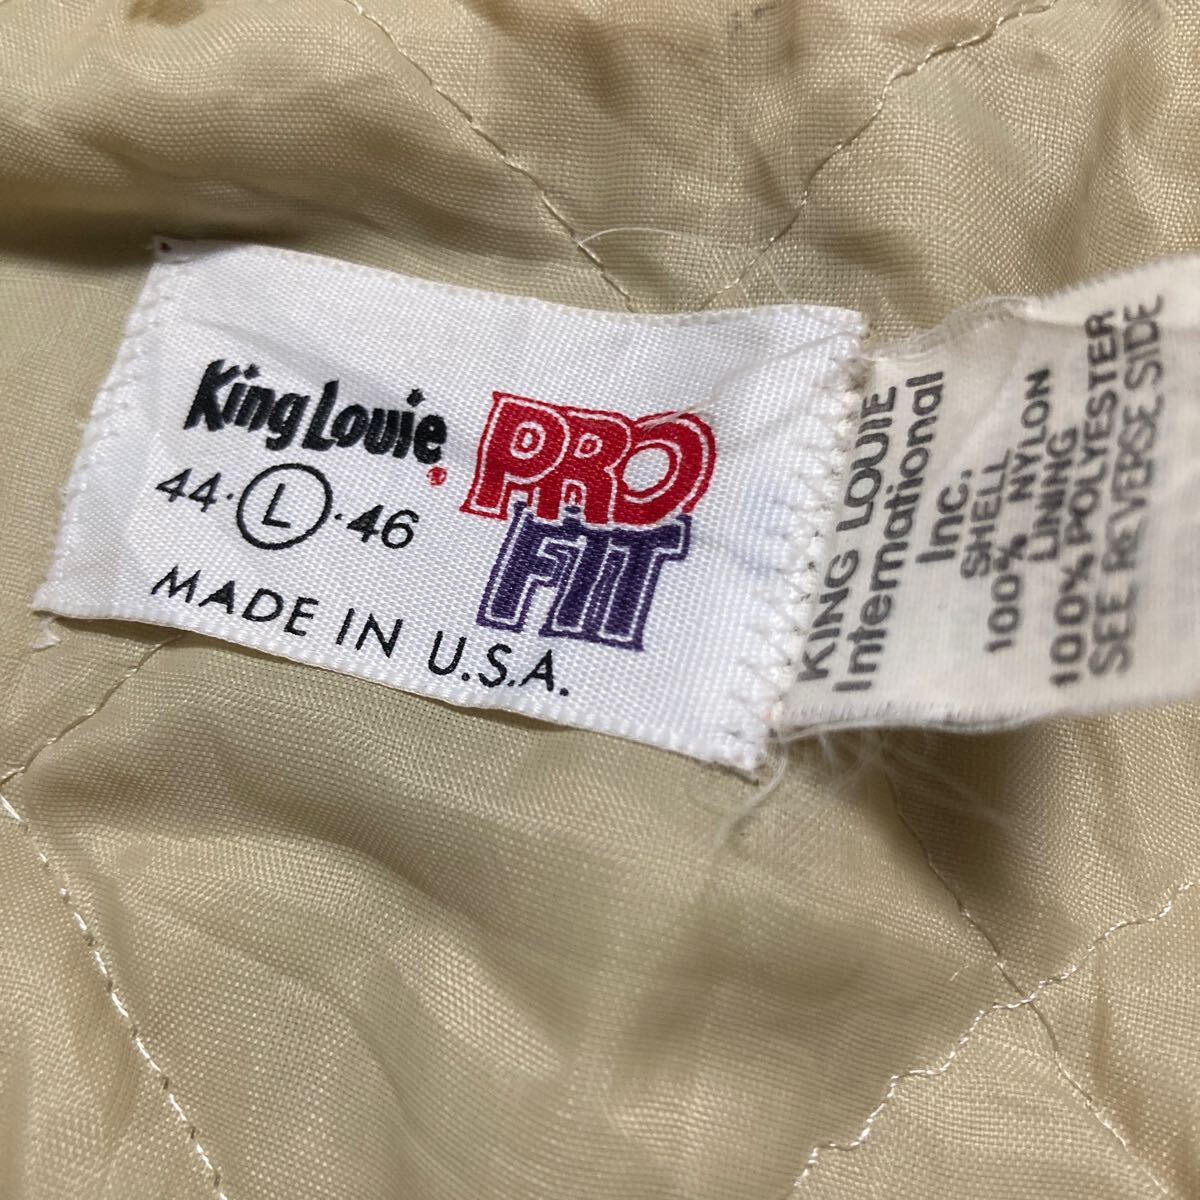 King Louie®
PRO
FIT
44·L·46
MADE IN U.S.A.
KING LOUIE
International
Inc.
SHELL
100% NYLON
LINING
100% POLYESTER
SEE REVERSE SIDE